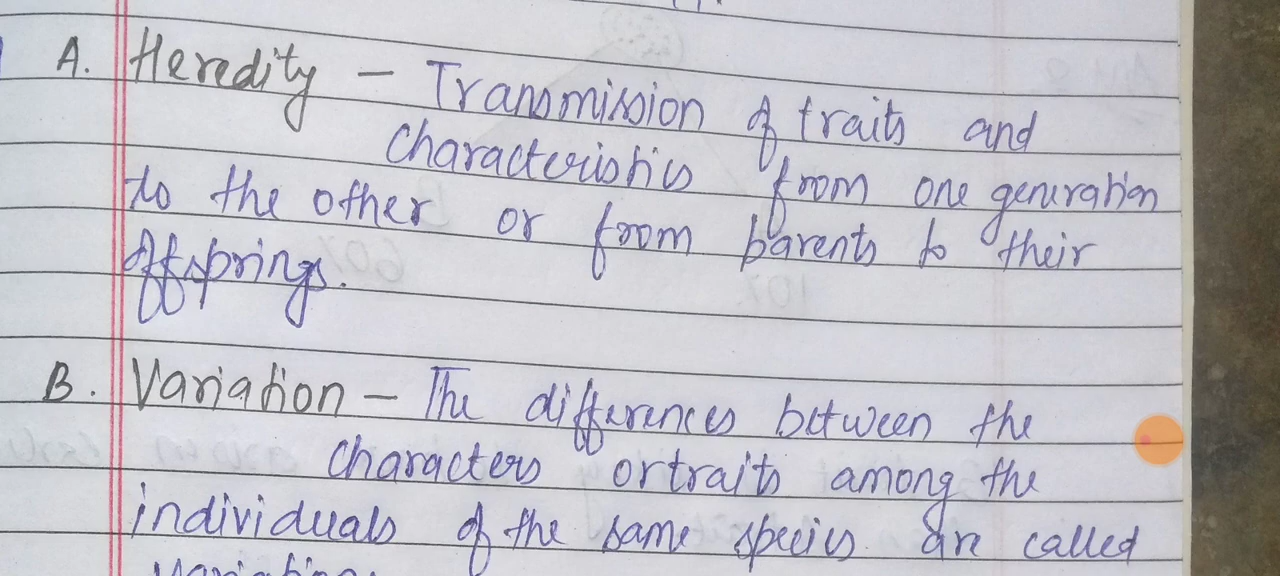 A. Heredity - Transmission of traits and
characteristics from one generation
to the other or from parents to their
offsprings.
B. Variation - The differences between the
characters or traits among the
individuals of the same species are called